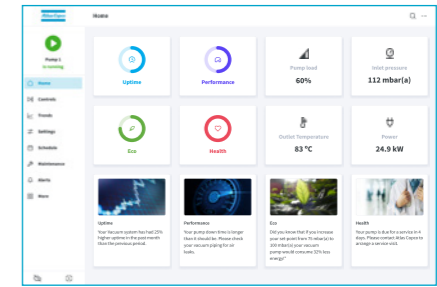 Atlas Copco
Home
Pump 1
is running
Home
Controls
Trends
Settings
Schedule
Maintenance
Alerts
More
Uptime
Performance
Pump load
60%
Inlet pressure
112 mbar(a)
Eco
Health
Outlet Temperature
83 °C
Power
24.9 kW
Uptime
Your Vacuum system has had 25%
higher uptime in the past month
than the previous period.
Performance
Your pump down time is longer
than it should be. Please check
your vacuum piping for air
leaks.
Eco
Did you know that if you increase
your set-point from 75 mbar(a) to
100 mbar(a) your vacuum
pump would consume 32% less
energy?
Health
Your pump is due for a service in 4
days. Please contact Atlas Copco to
arrange a service visit.